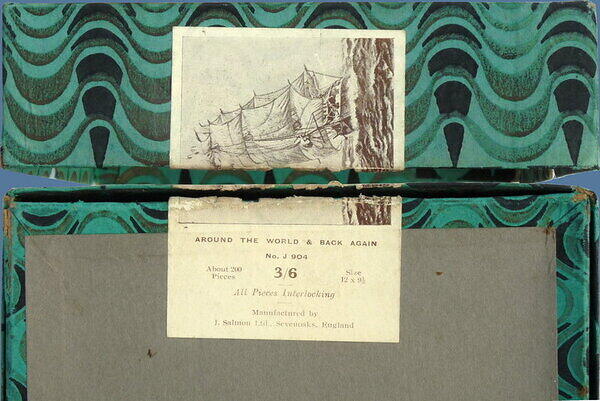 AROUND THE WORLD & BACK AGAIN
No. J 904
About 200 Pieces
3/6
Size 12 x 9½
All Pieces Interlocking
Manufactured by
J. Salmon Ltd., Sevenoaks, England